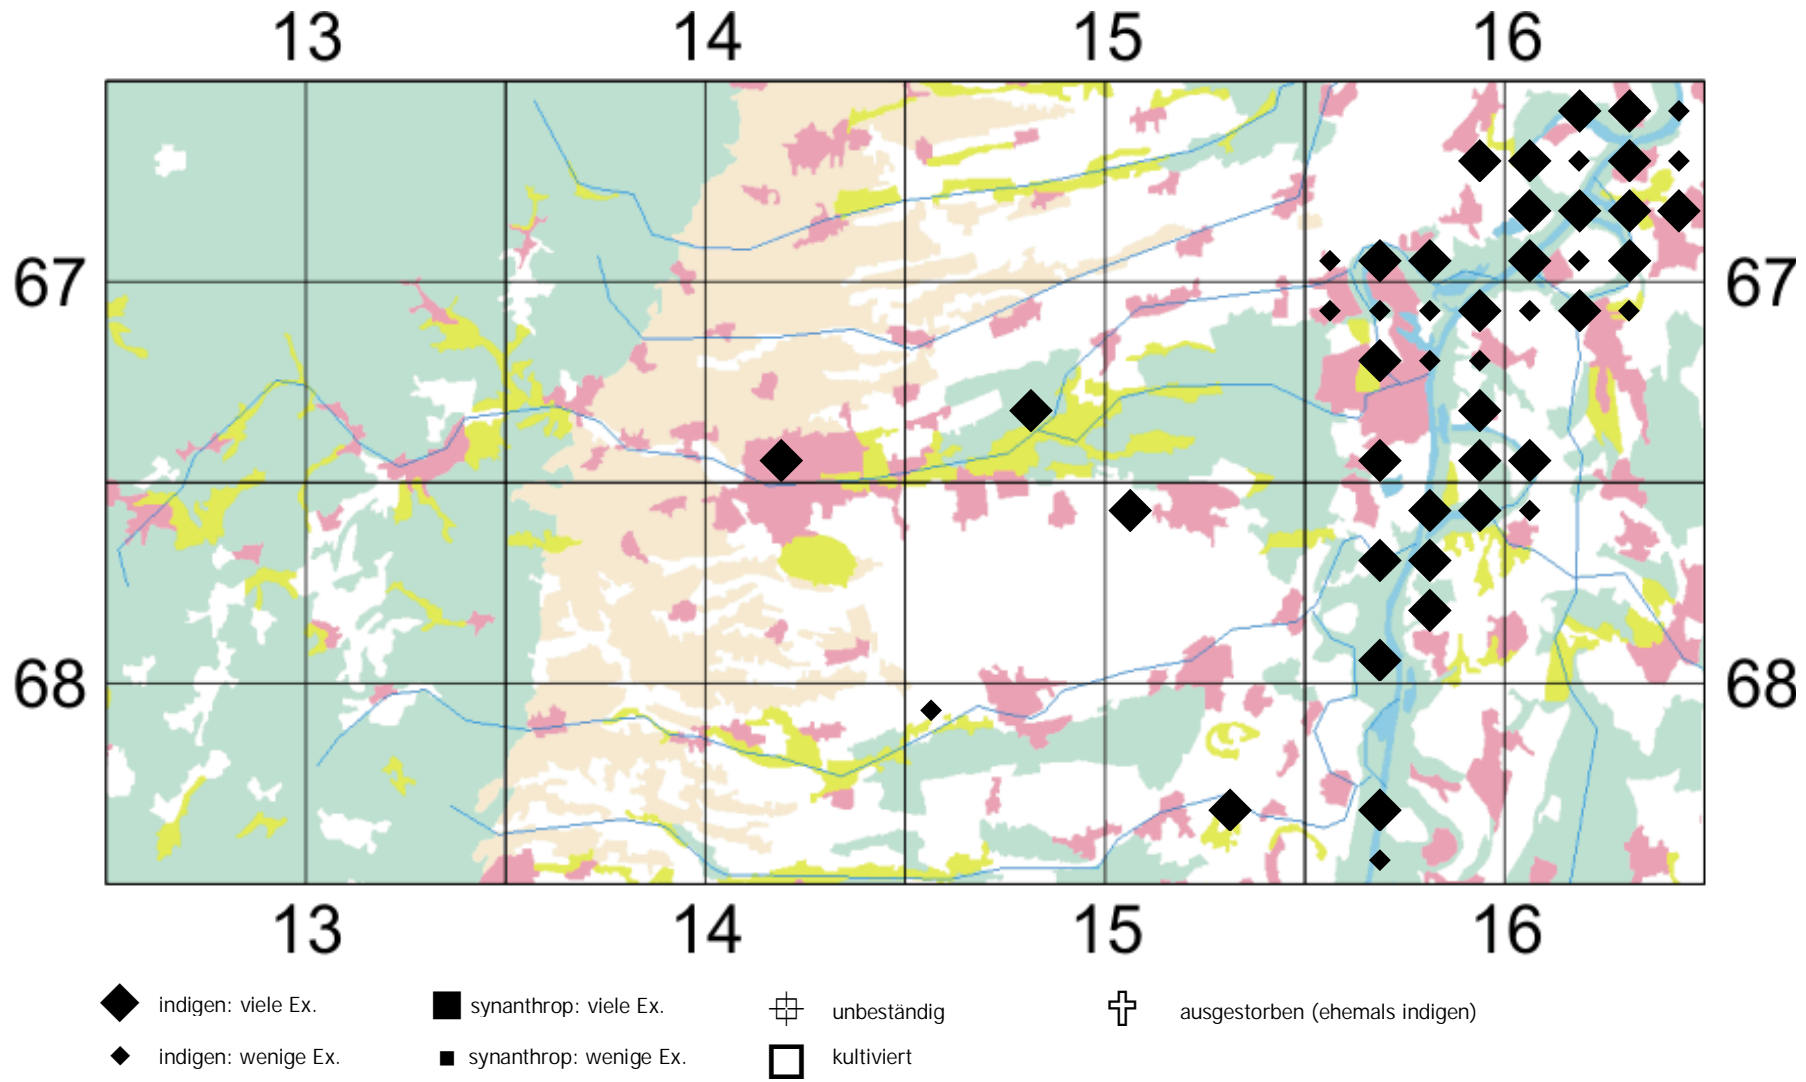 13 14 15 16
67 67
68 68
13 14 15 16
indigen: viele Ex. synanthrop: viele Ex. unbeständig ausgestorben (ehemals indigen)
indigen: wenige Ex. synanthrop: wenige Ex. kultiviert